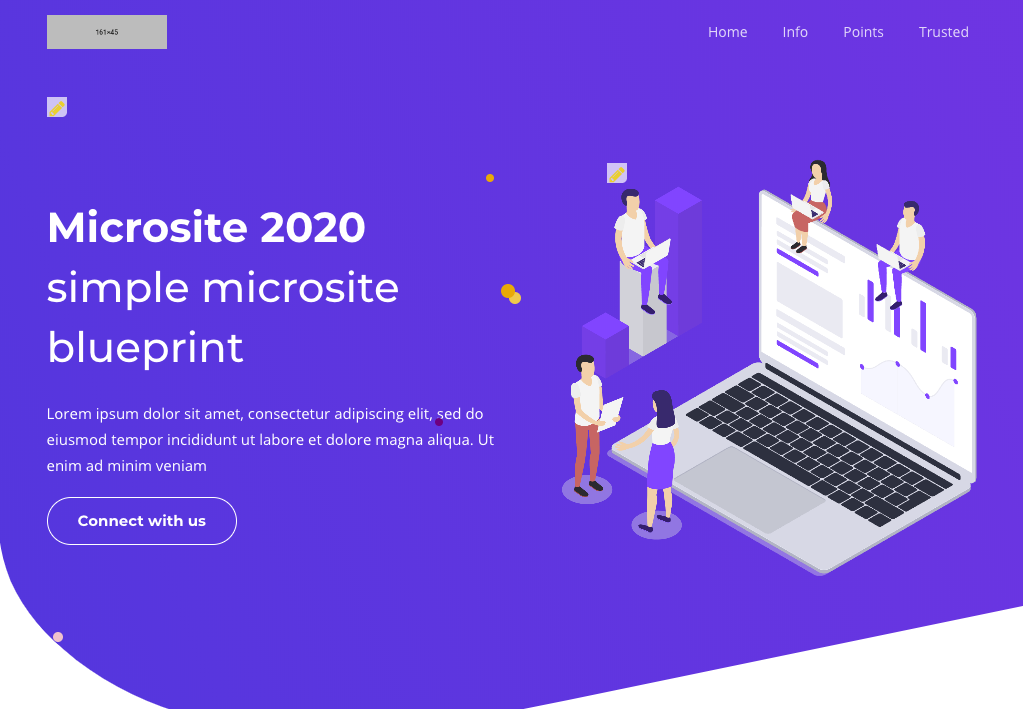 161×45
Home Info Points Trusted
Microsite 2020
simple microsite
blueprint
Lorem ipsum dolor sit amet, consectetur adipiscing elit, sed do
eiusmod tempor incididunt ut labore et dolore magna aliqua. Ut
enim ad minim veniam
Connect with us